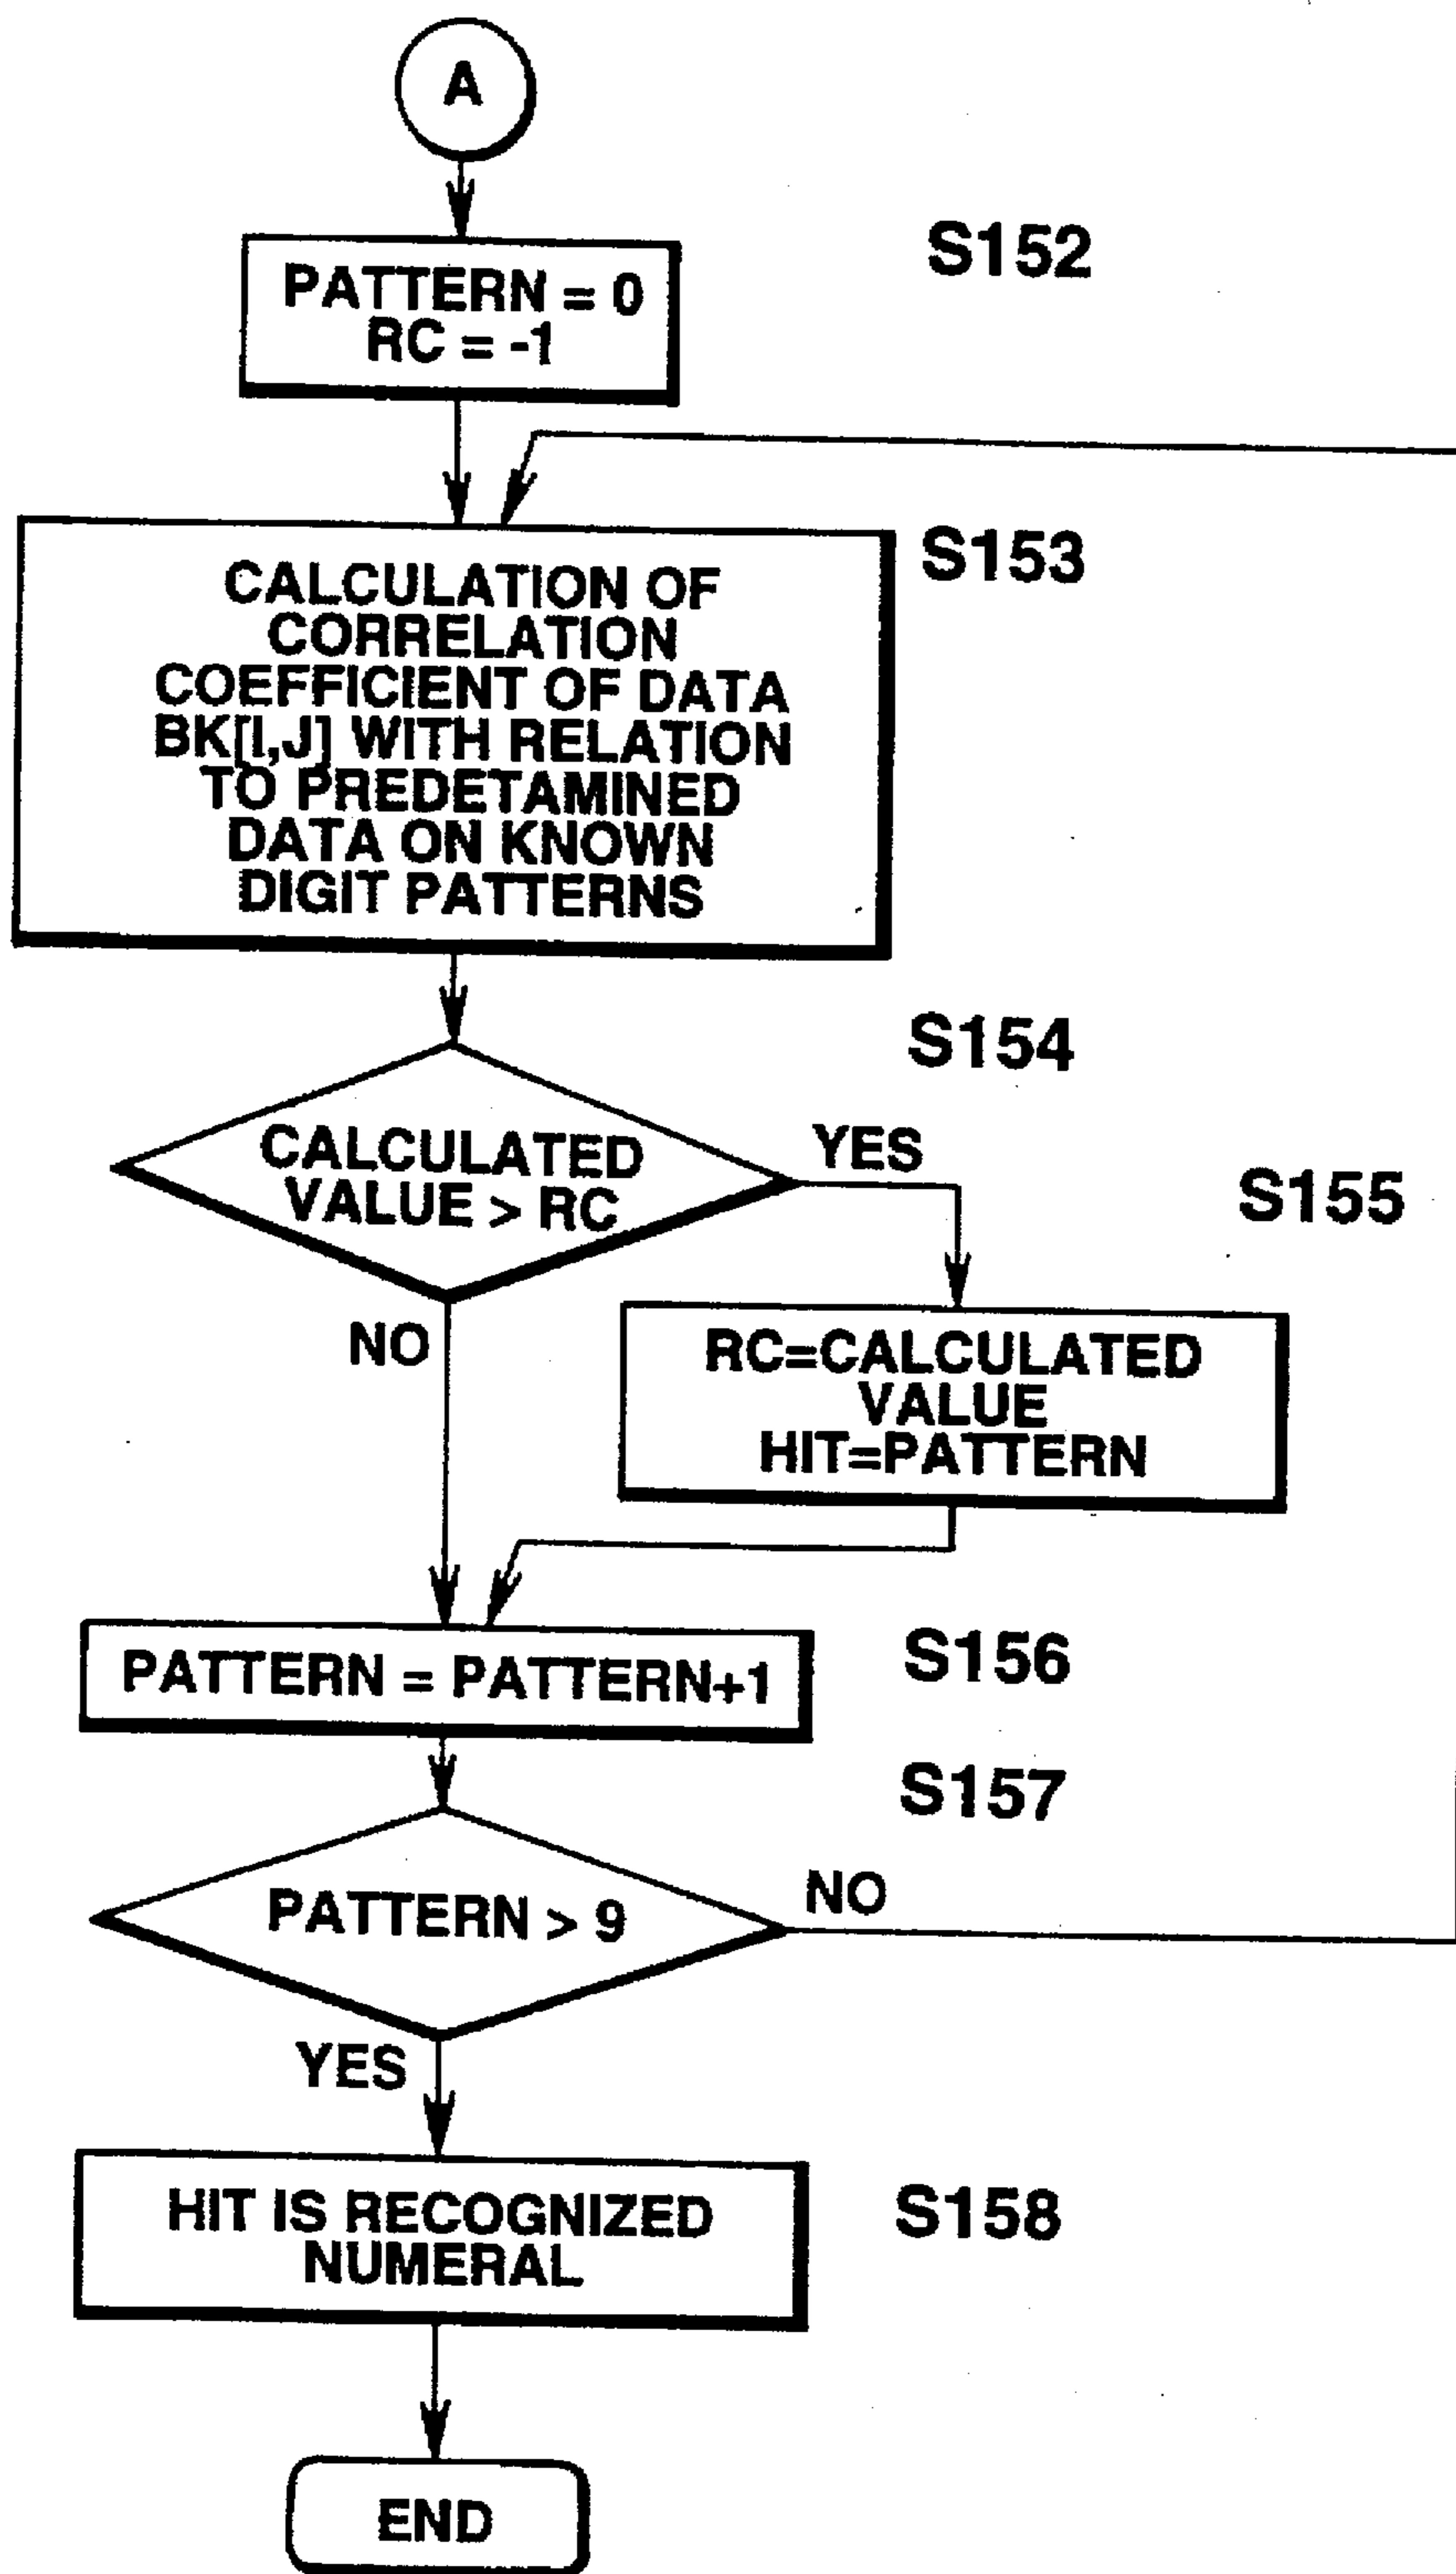 A
S152
PATTERN = 0
RC = -1
S153
CALCULATION OF
CORRELATION
COEFFICIENT OF DATA
BK[I,J] WITH RELATION
TO PREDETAMINED
DATA ON KNOWN
DIGIT PATTERNS
S154
CALCULATED
VALUE > RC
YES
S155
NO
RC=CALCULATED
VALUE
HIT=PATTERN
S156
PATTERN = PATTERN+1
S157
PATTERN > 9
NO
YES
S158
HIT IS RECOGNIZED
NUMERAL
END